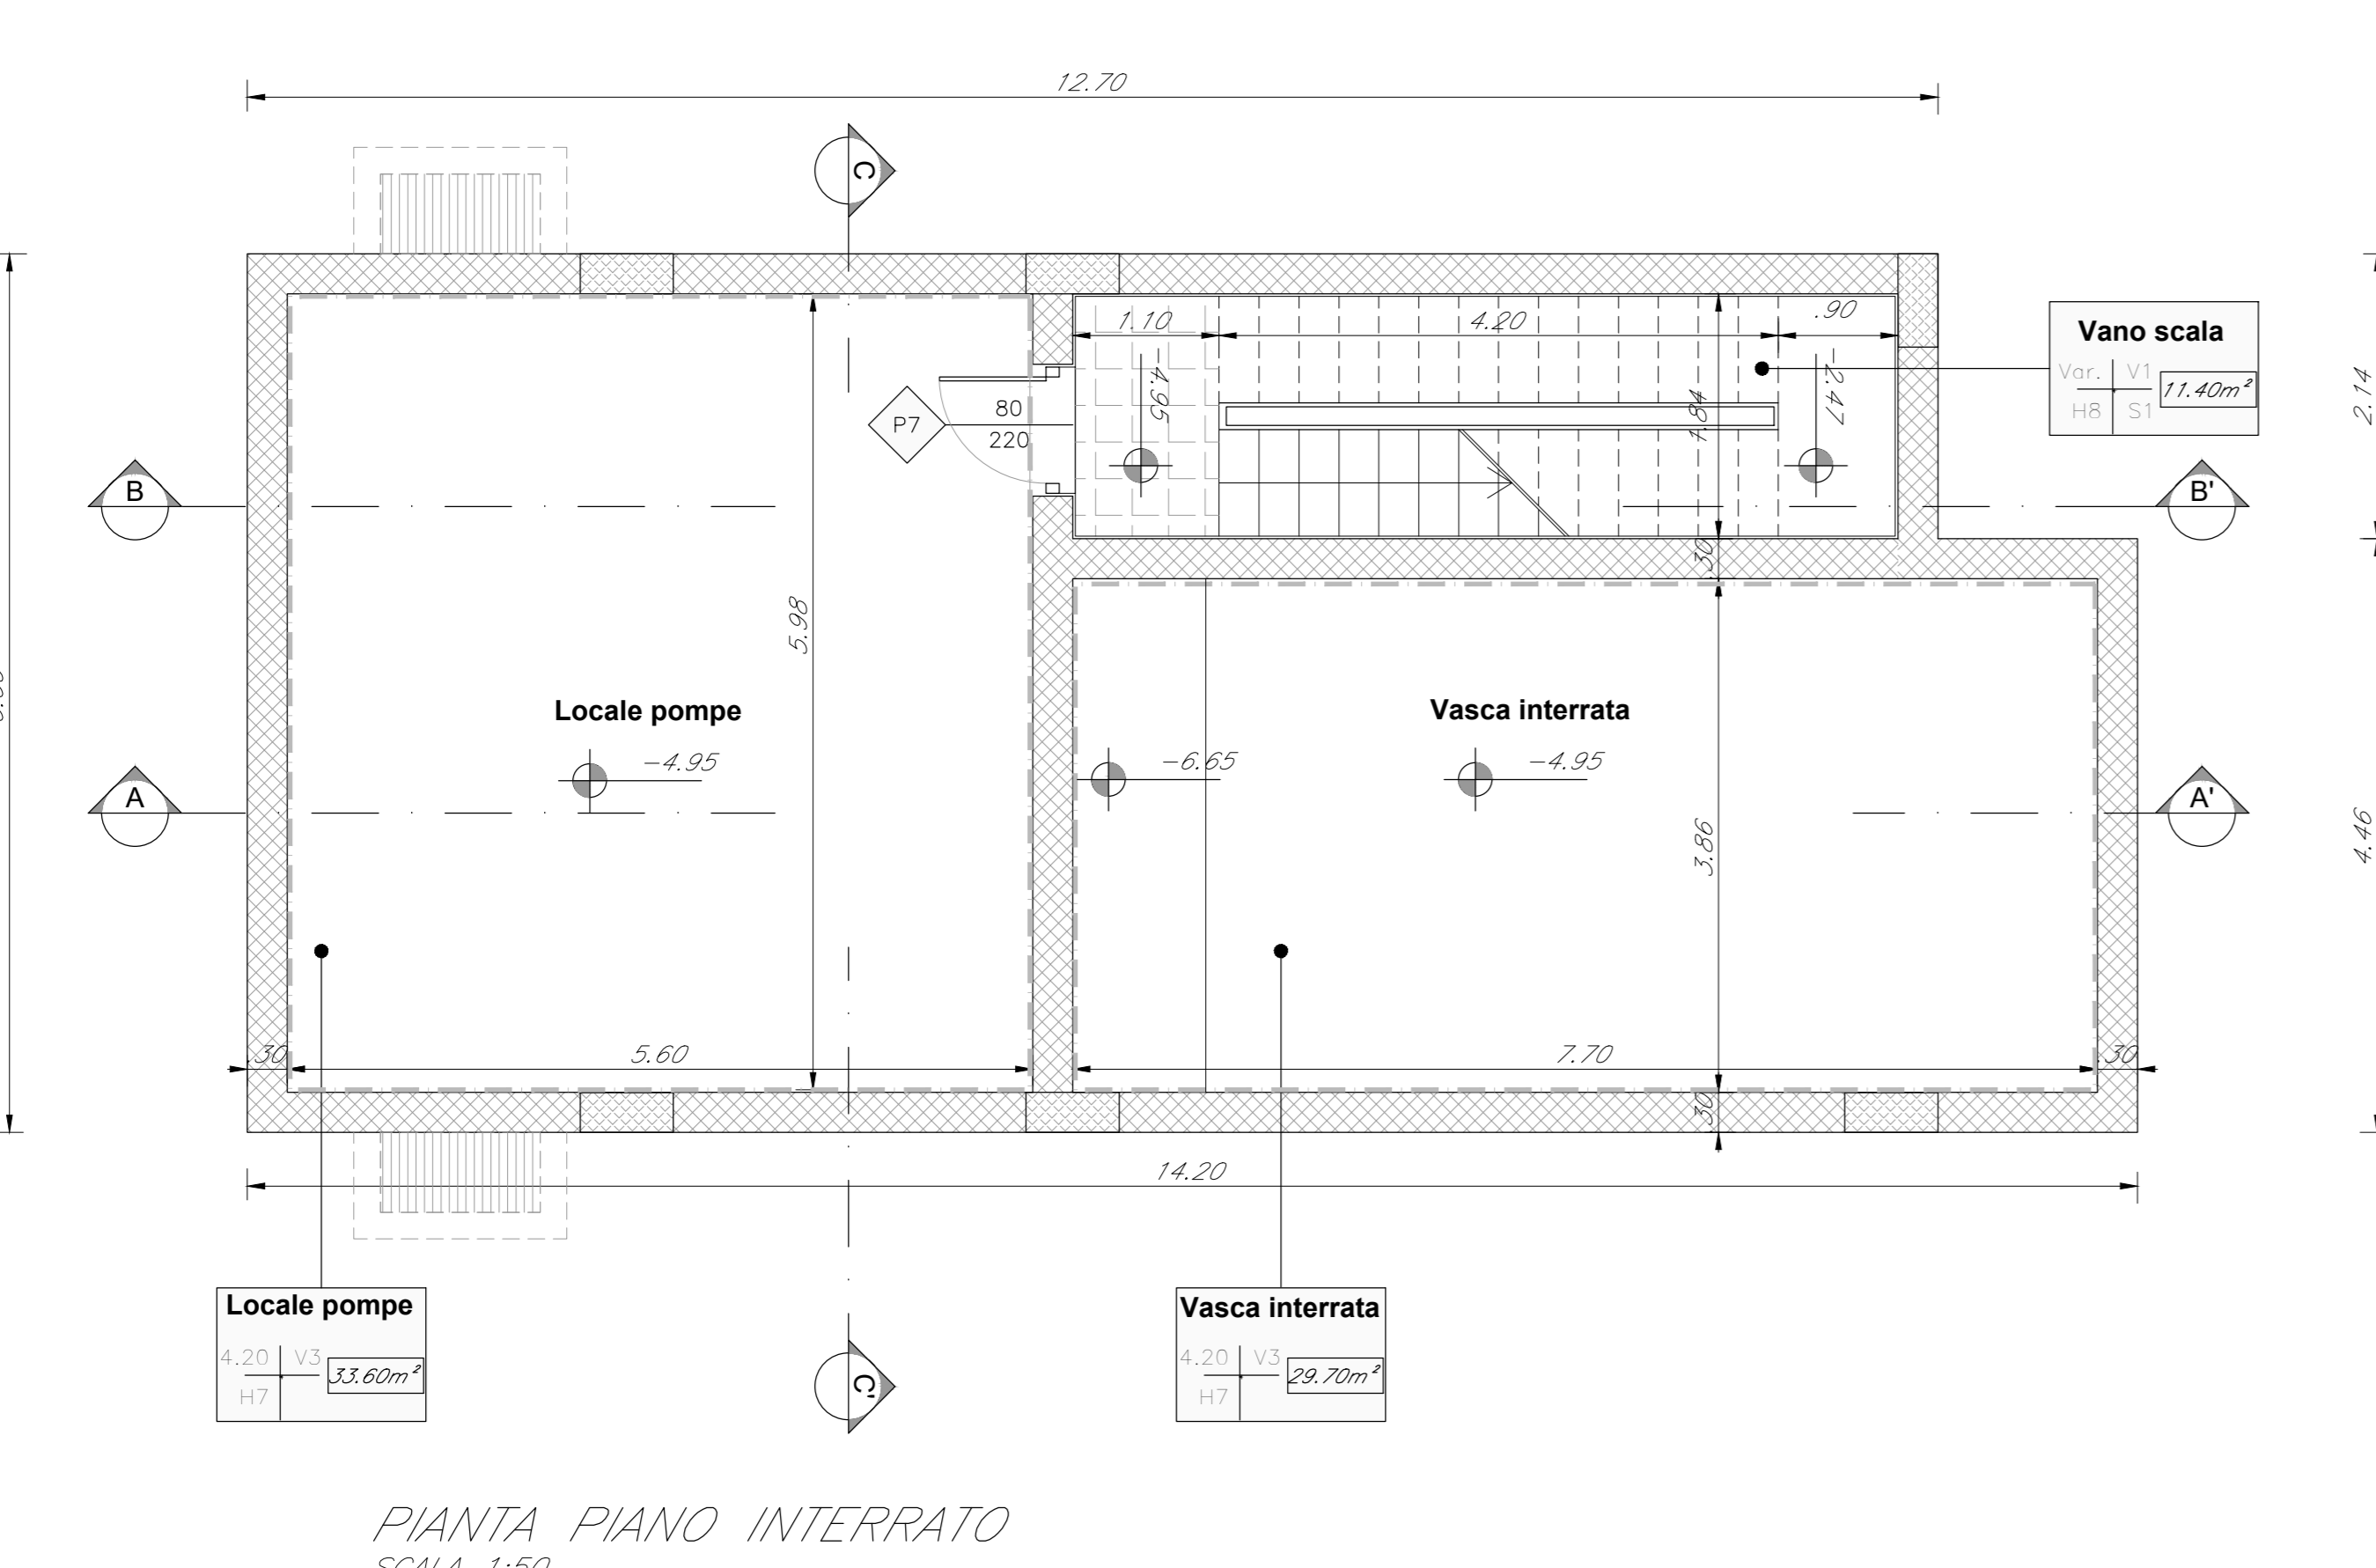 12.70
C
1.10
4.20
.90
-4.95
-2.47
1.84
Vano scala
Var. V1
11.40m²
H8 S1
2.14
P7
80
220
B
B'
.30
5.98
Locale pompe
-4.95
Vasca interrata
-6.65
-4.95
A
A'
3.86
4.46
.30
5.60
7.70
.30
.30
14.20
Locale pompe
4.20 V3
33.60m²
H7
Vasca interrata
4.20 V3
29.70m²
H7
C'
PIANTA PIANO INTERRATO
SCALA 1:50